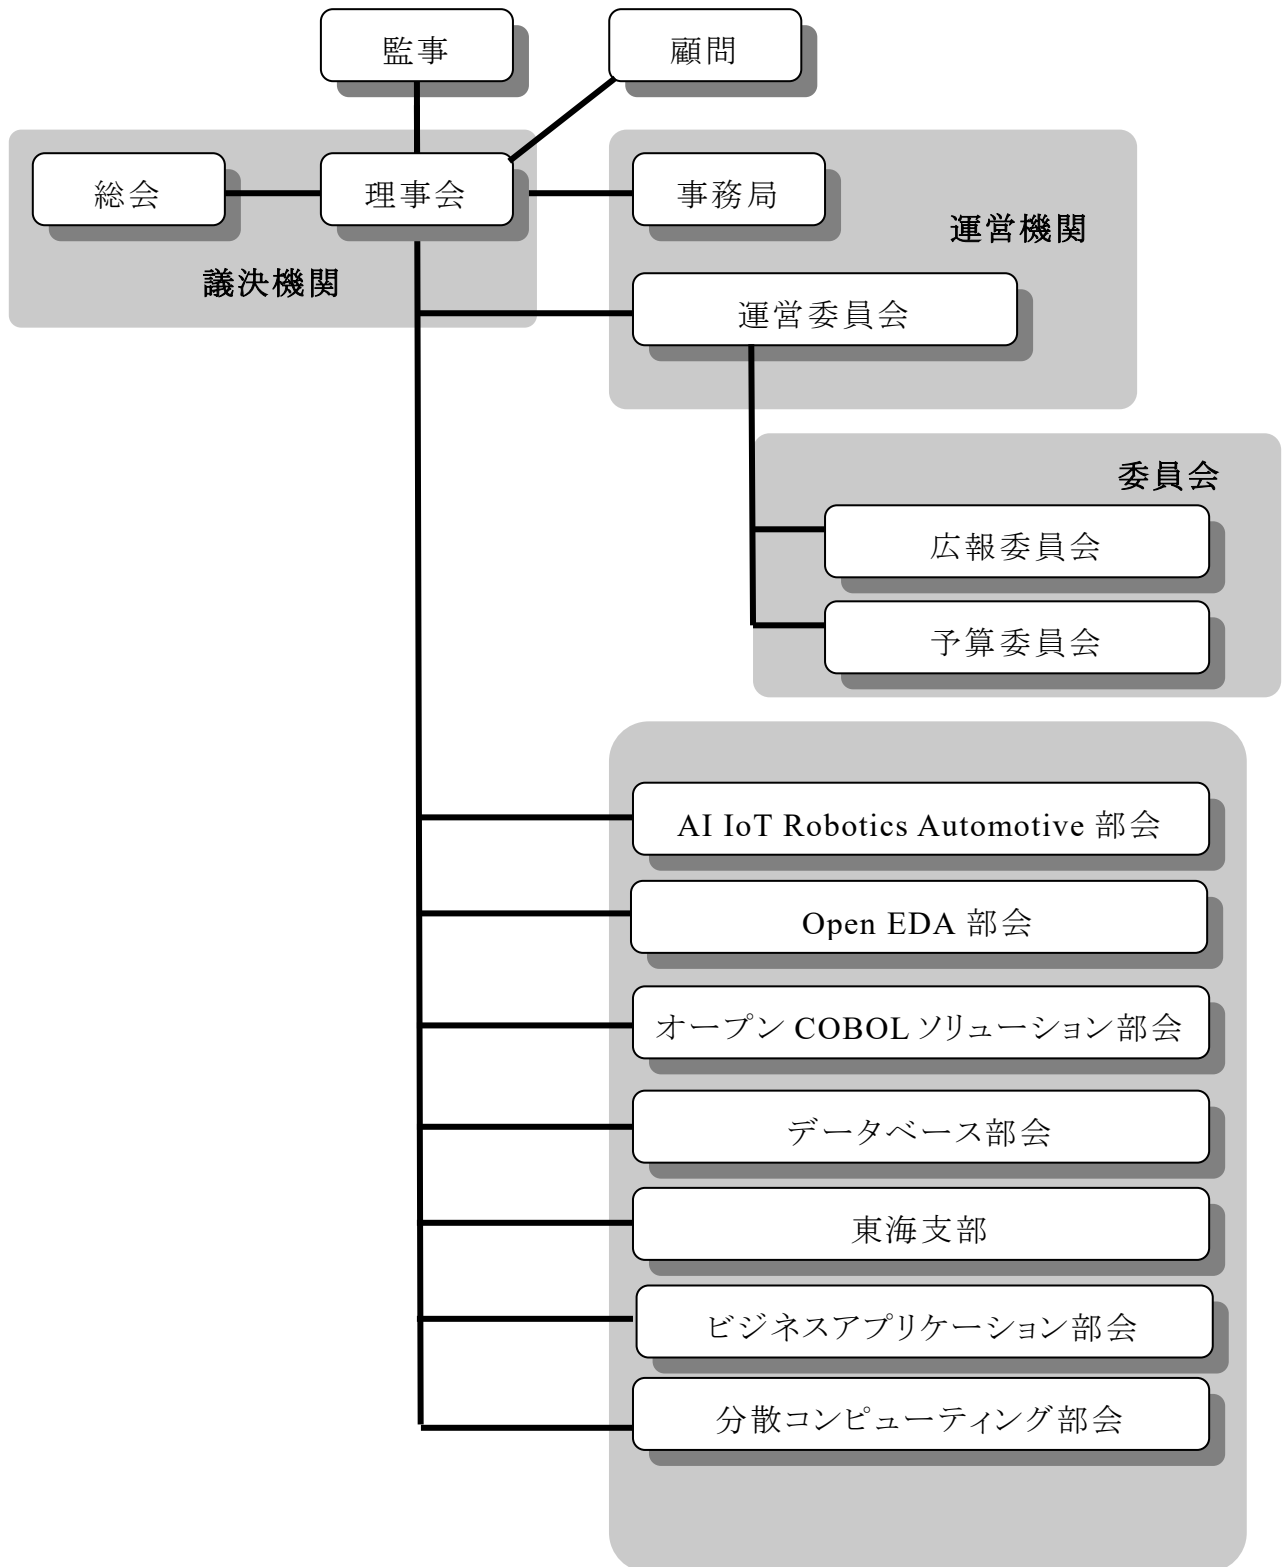 監事
顧問
総会
理事会
事務局
運営機関
議決機関
運営委員会
委員会
広報委員会
予算委員会
AI IoT Robotics Automotive 部会
Open EDA 部会
オープン COBOL ソリューション部会
データベース部会
東海支部
ビジネスアプリケーション部会
分散コンピューティング部会